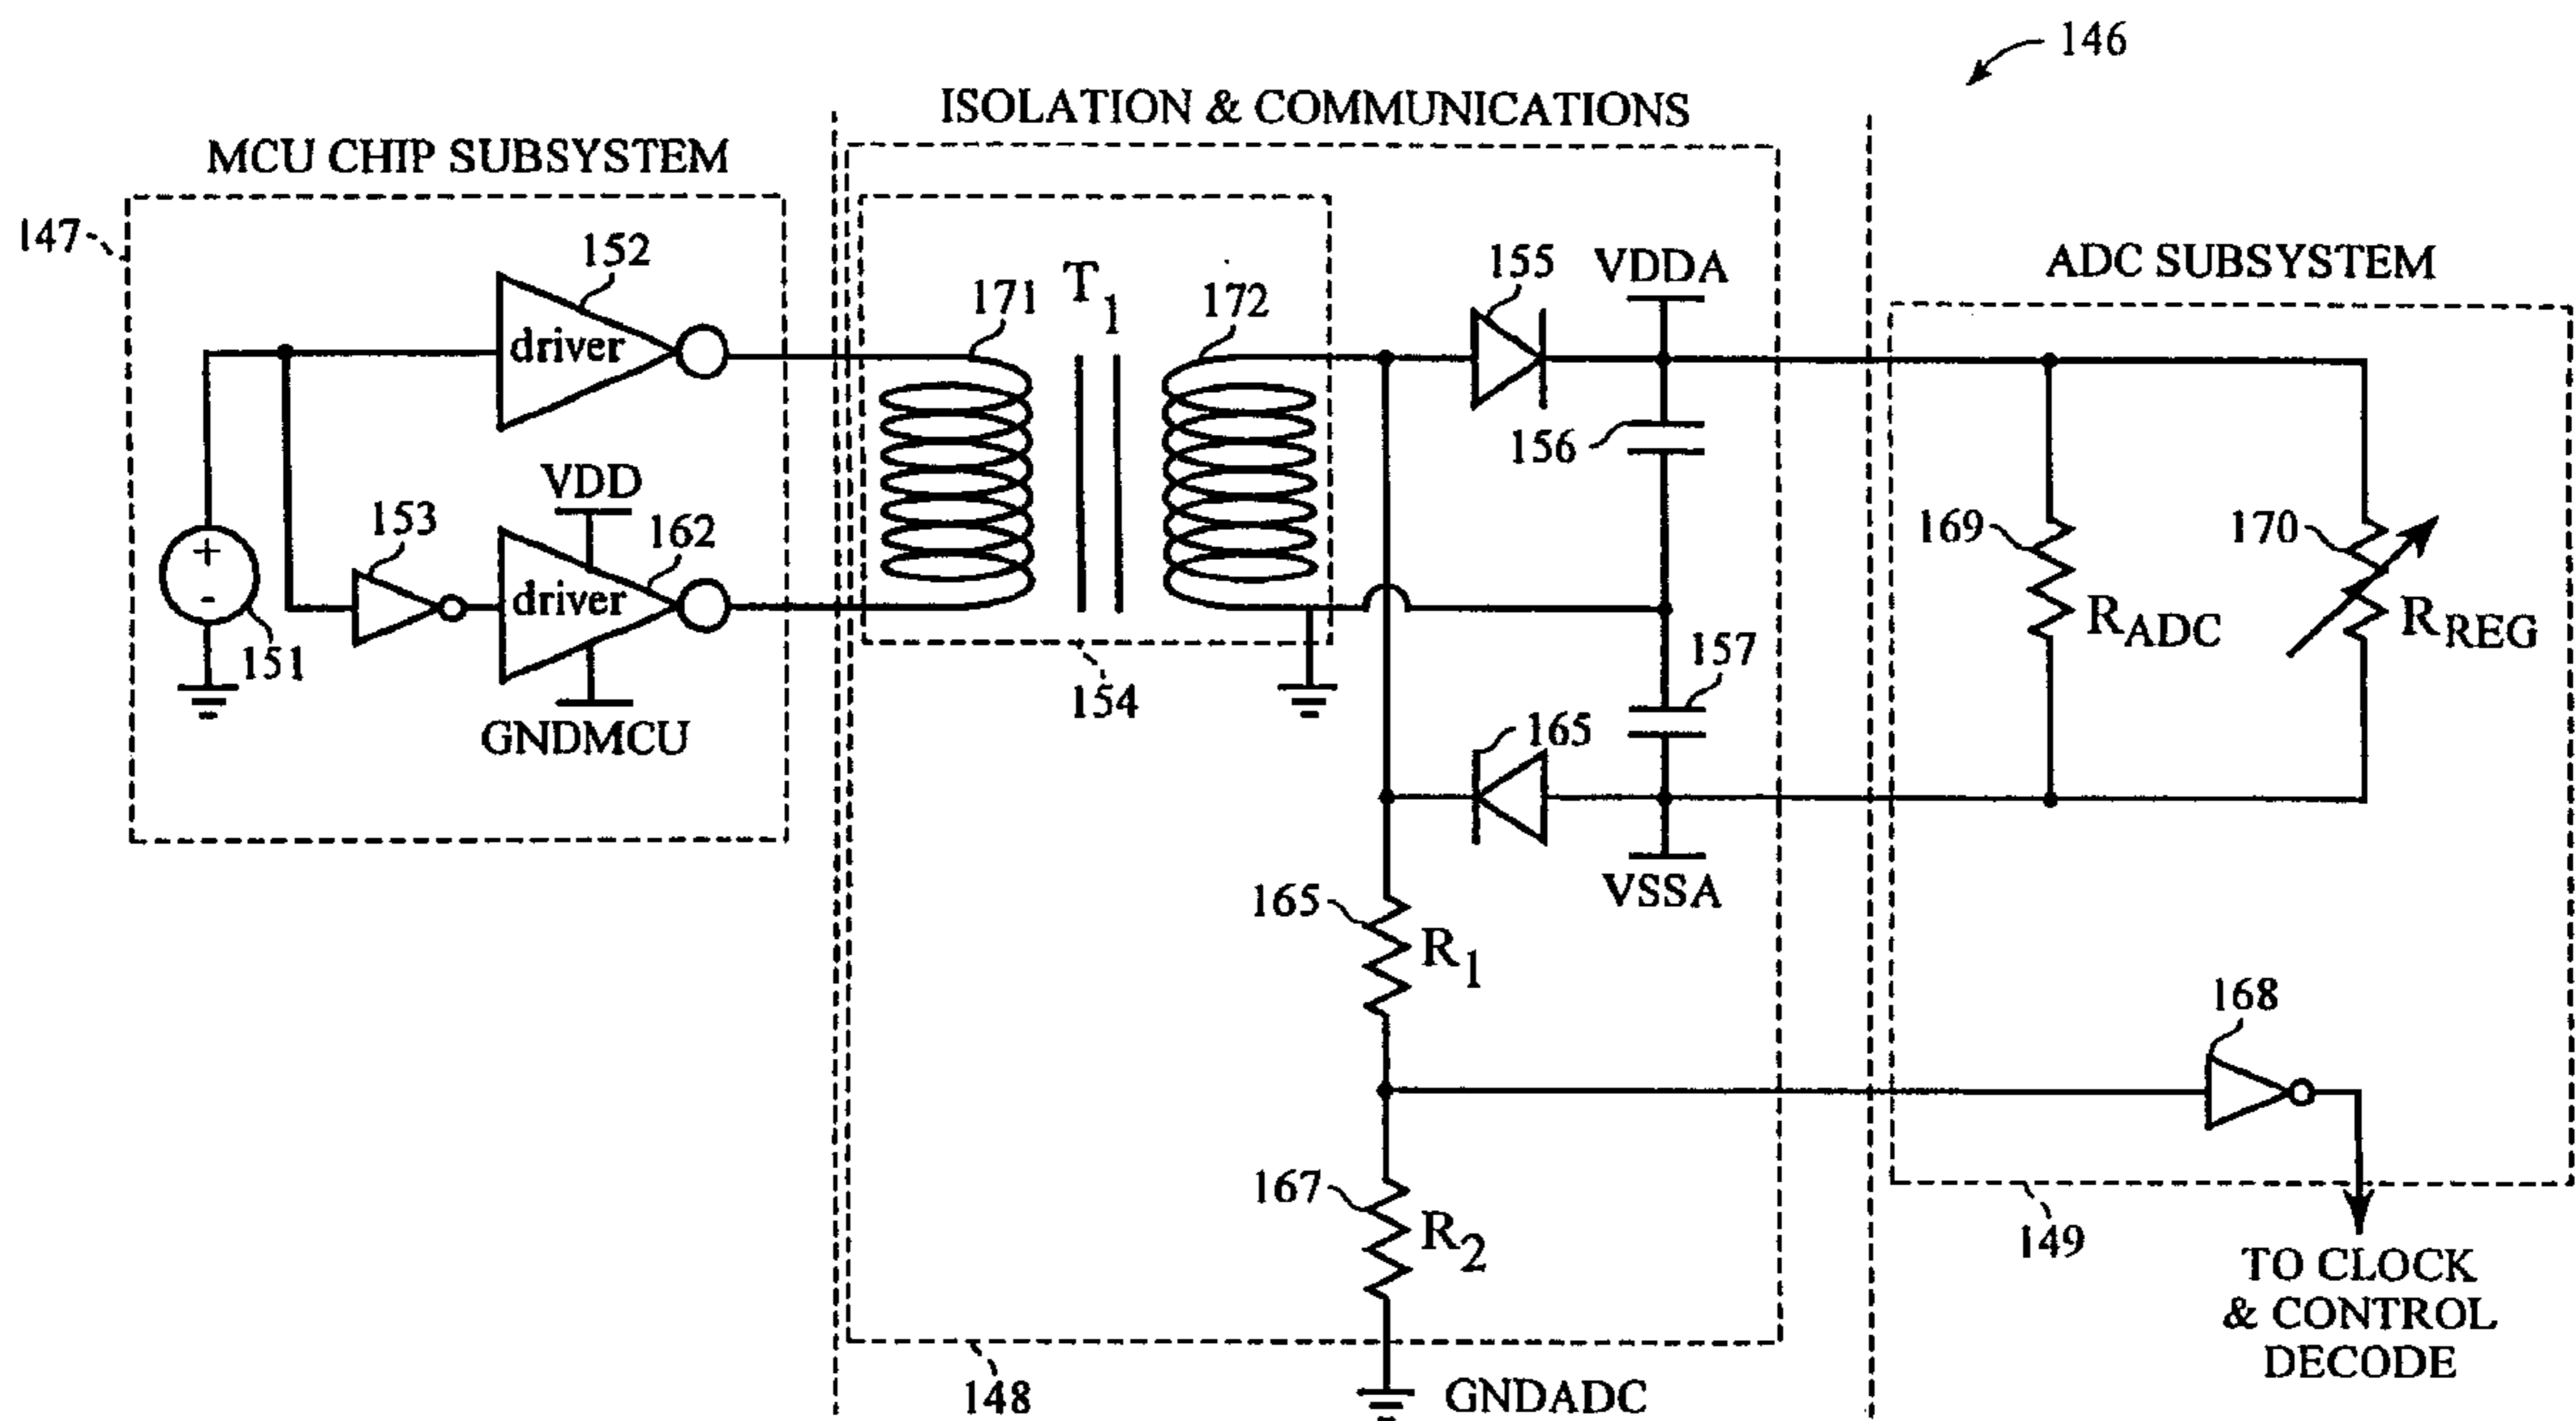 146
ISOLATION & COMMUNICATIONS
MCU CHIP SUBSYSTEM
147
152
driver
VDD
153
162
driver
+
-
151
GNDMCU
171
T1
172
154
155
VDDA
156
157
165
VSSA
165
R1
167
R2
148
GNDADC
ADC SUBSYSTEM
169
RADC
170
RREG
168
149
TO CLOCK
& CONTROL
DECODE